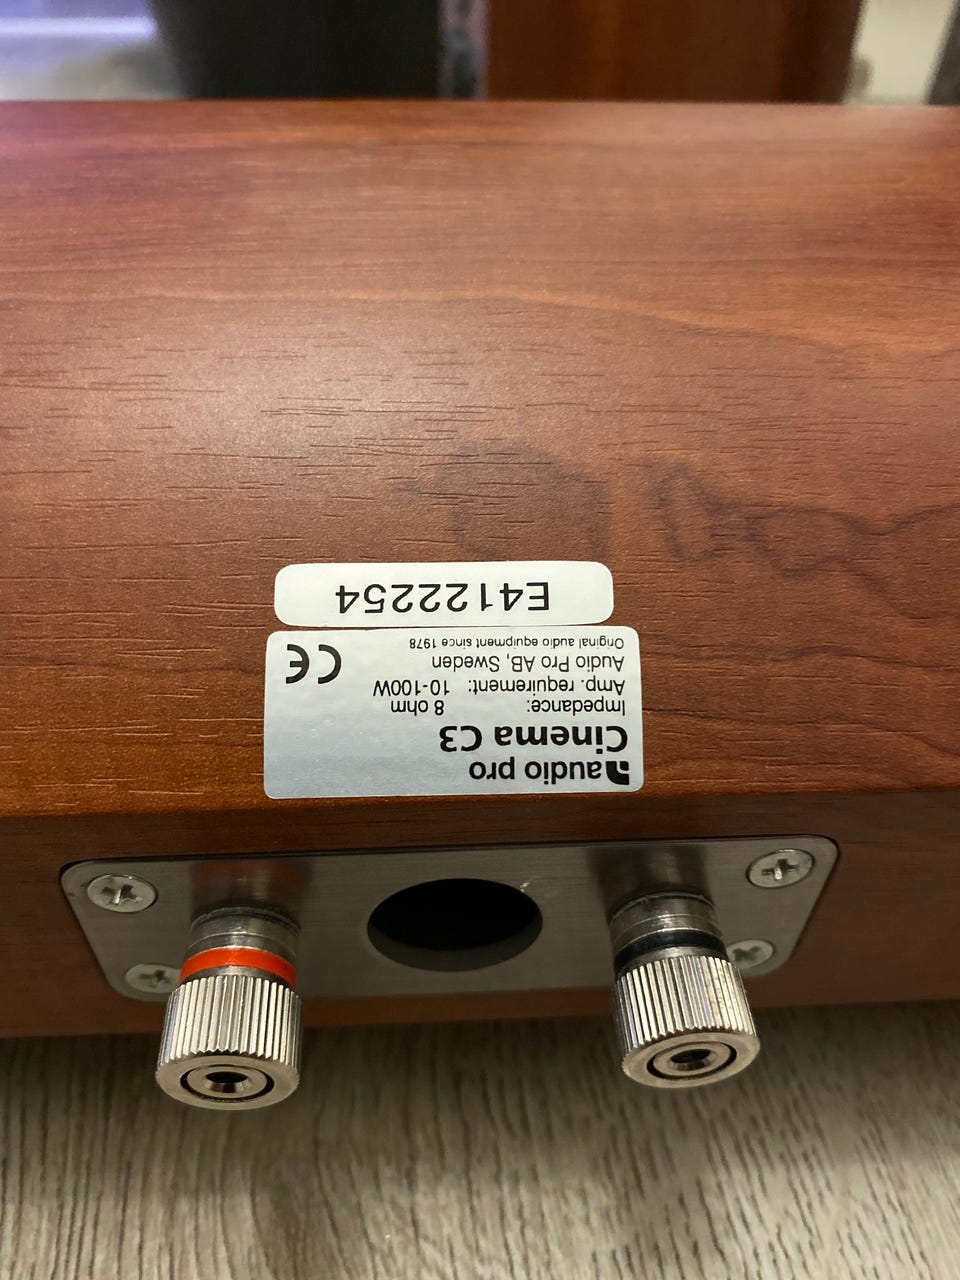 audio pro
Cinema C3
Impedance: 8 ohm
Amp. requirement: 10-100W
Audio Pro AB, Sweden
Original audio equipment since 1978
CE
E4122254